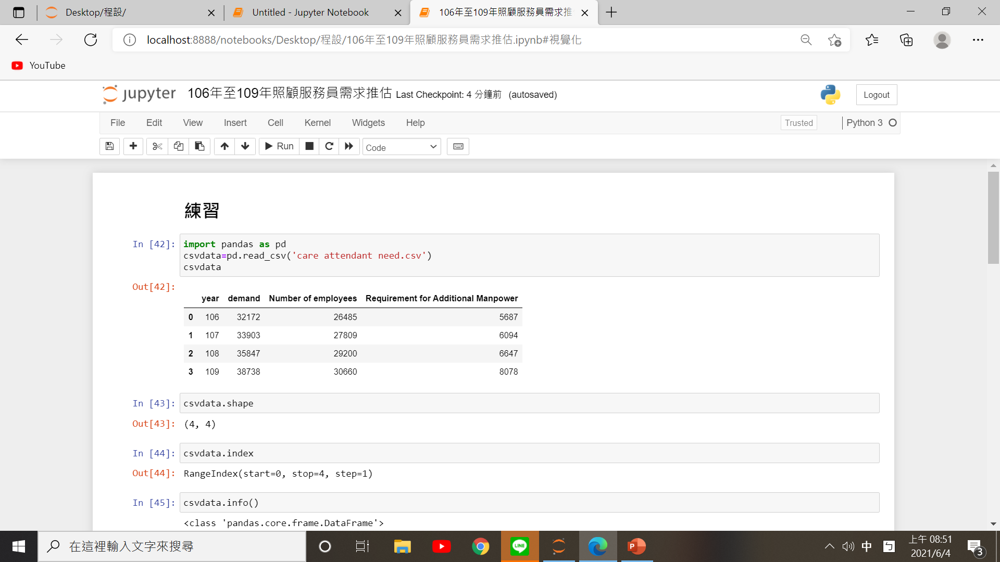 Desktop/程設/
Untitled - Jupyter Notebook
106年至109年照顧服務員需求推
localhost:8888/notebooks/Desktop/程設/106年至109年照顧服務員需求推估.ipynb#視覺化
YouTube
jupyter 106年至109年照顧服務員需求推估 Last Checkpoint: 4 分鐘前 (autosaved)
Logout
File Edit View Insert Cell Kernel Widgets Help
Trusted
Python 3
Run
Code
練習
In [42]: import pandas as pd
csvdata=pd.read_csv('care attendant need.csv')
csvdata
Out[42]:
year demand Number of employees Requirement for Additional Manpower
0 106 32172 26485 5687
1 107 33903 27809 6094
2 108 35847 29200 6647
3 109 38738 30660 8078
In [43]: csvdata.shape
Out[43]: (4, 4)
In [44]: csvdata.index
Out[44]: RangeIndex(start=0, stop=4, step=1)
In [45]: csvdata.info()
<class 'pandas.core.frame.DataFrame'>
在這裡輸入文字來搜尋
LINE
P
中
ㄅ
上午 08:51
2021/6/4
3